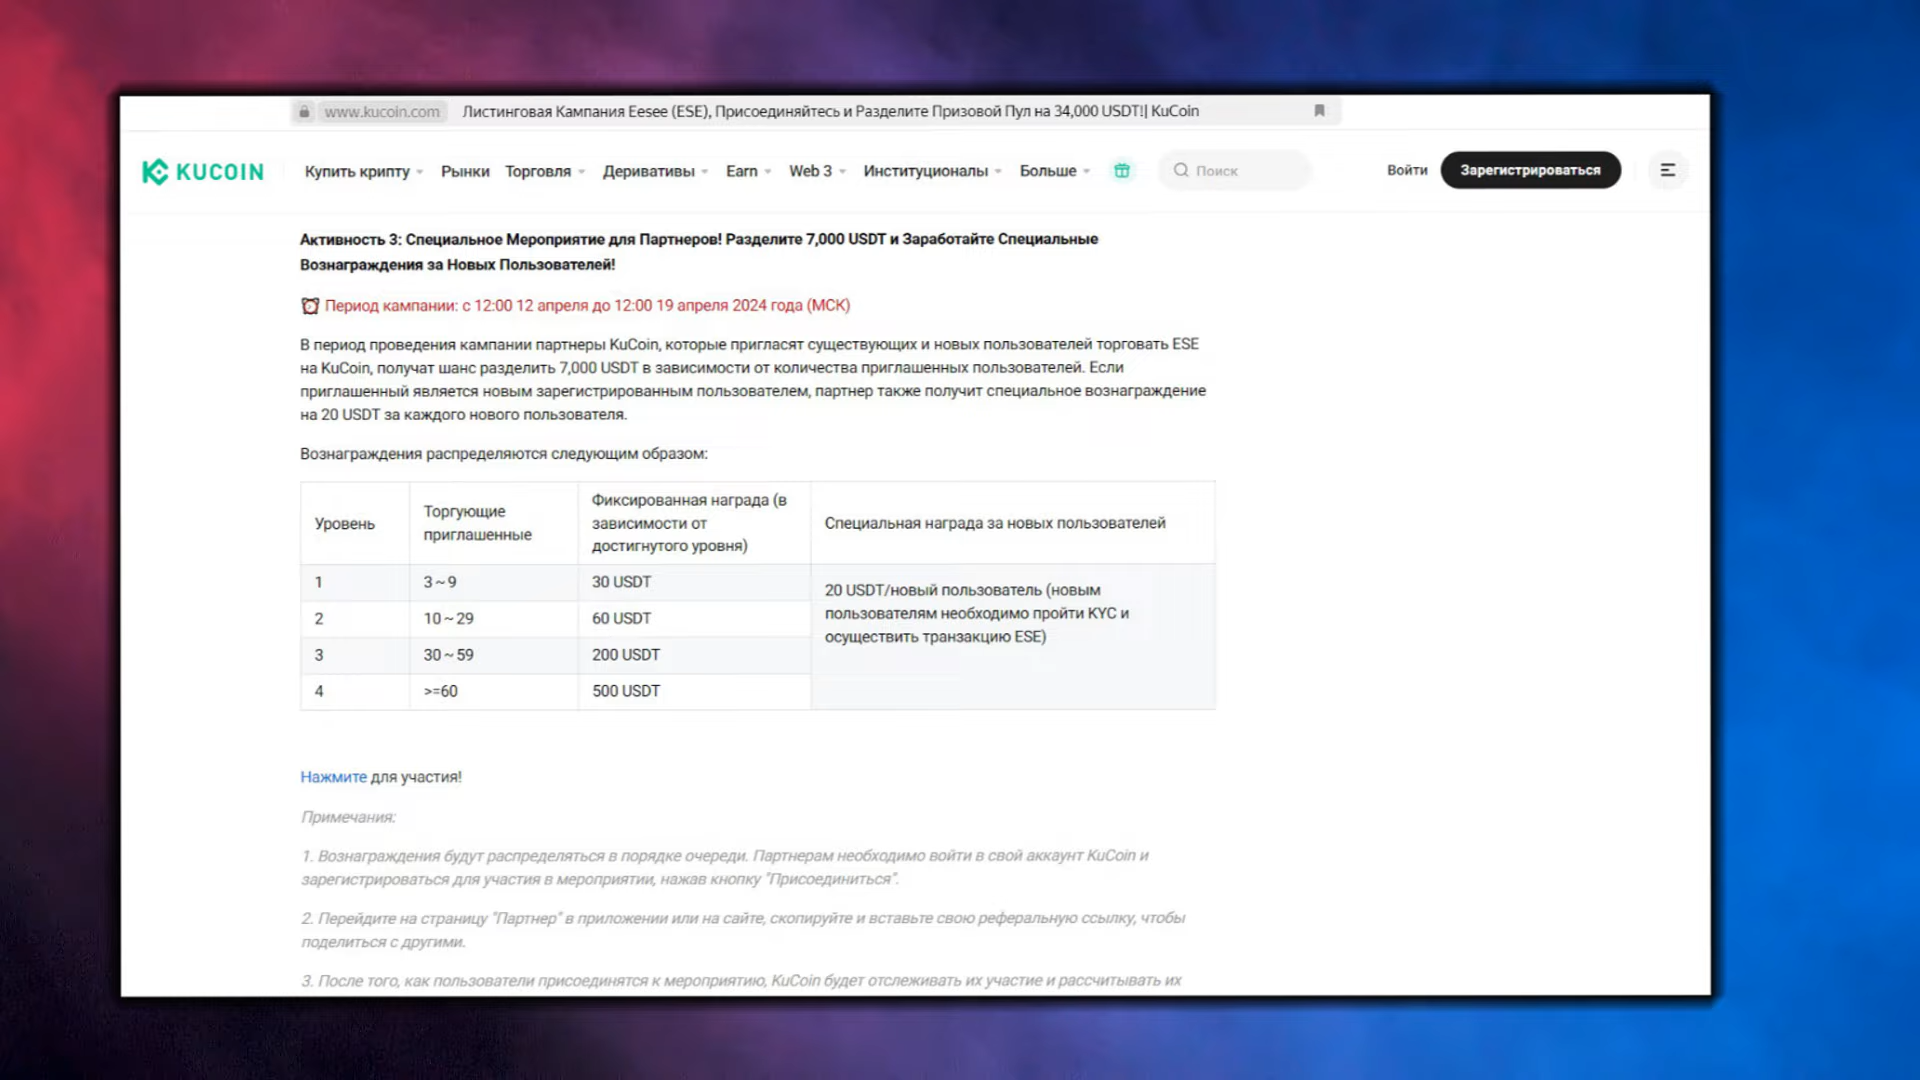 www.kucoin.com Листинговая Кампания Eesee (ESE), Присоединяйтесь и Разделите Призовой Пул на 34,000 USDT!| KuCoin
KUCOIN Купить крипту Рынки Торговля Деривативы Earn Web 3 Институционалы Больше Поиск Войти Зарегистрироваться
Активность 3: Специальное Мероприятие для Партнеров! Разделите 7,000 USDT и Заработайте Специальные
Вознаграждения за Новых Пользователей!
Период кампании: с 12:00 12 апреля до 12:00 19 апреля 2024 года (МСК)
В период проведения кампании партнеры KuCoin, которые пригласят существующих и новых пользователей торговать ESE
на KuCoin, получат шанс разделить 7,000 USDT в зависимости от количества приглашенных пользователей. Если
приглашенный является новым зарегистрированным пользователем, партнер также получит специальное вознаграждение
на 20 USDT за каждого нового пользователя.
Вознаграждения распределяются следующим образом:
Уровень
Торгующие
приглашенные
Фиксированная награда (в
зависимости от
достигнутого уровня)
Специальная награда за новых пользователей
1 3 ~ 9 30 USDT
2 10 ~ 29 60 USDT
3 30 ~ 59 200 USDT
4 >=60 500 USDT
20 USDT/новый пользователь (новым
пользователям необходимо пройти KYC и
осуществить транзакцию ESE)
Нажмите для участия!
Примечания:
1. Вознаграждения будут распределяться в порядке очереди. Партнерам необходимо войти в свой аккаунт KuCoin и
зарегистрироваться для участия в мероприятии, нажав кнопку "Присоединиться".
2. Перейдите на страницу "Партнер" в приложении или на сайте, скопируйте и вставьте свою реферальную ссылку, чтобы
поделиться с другими.
3. После того, как пользователи присоединятся к мероприятию, KuCoin будет отслеживать их участие и рассчитывать их